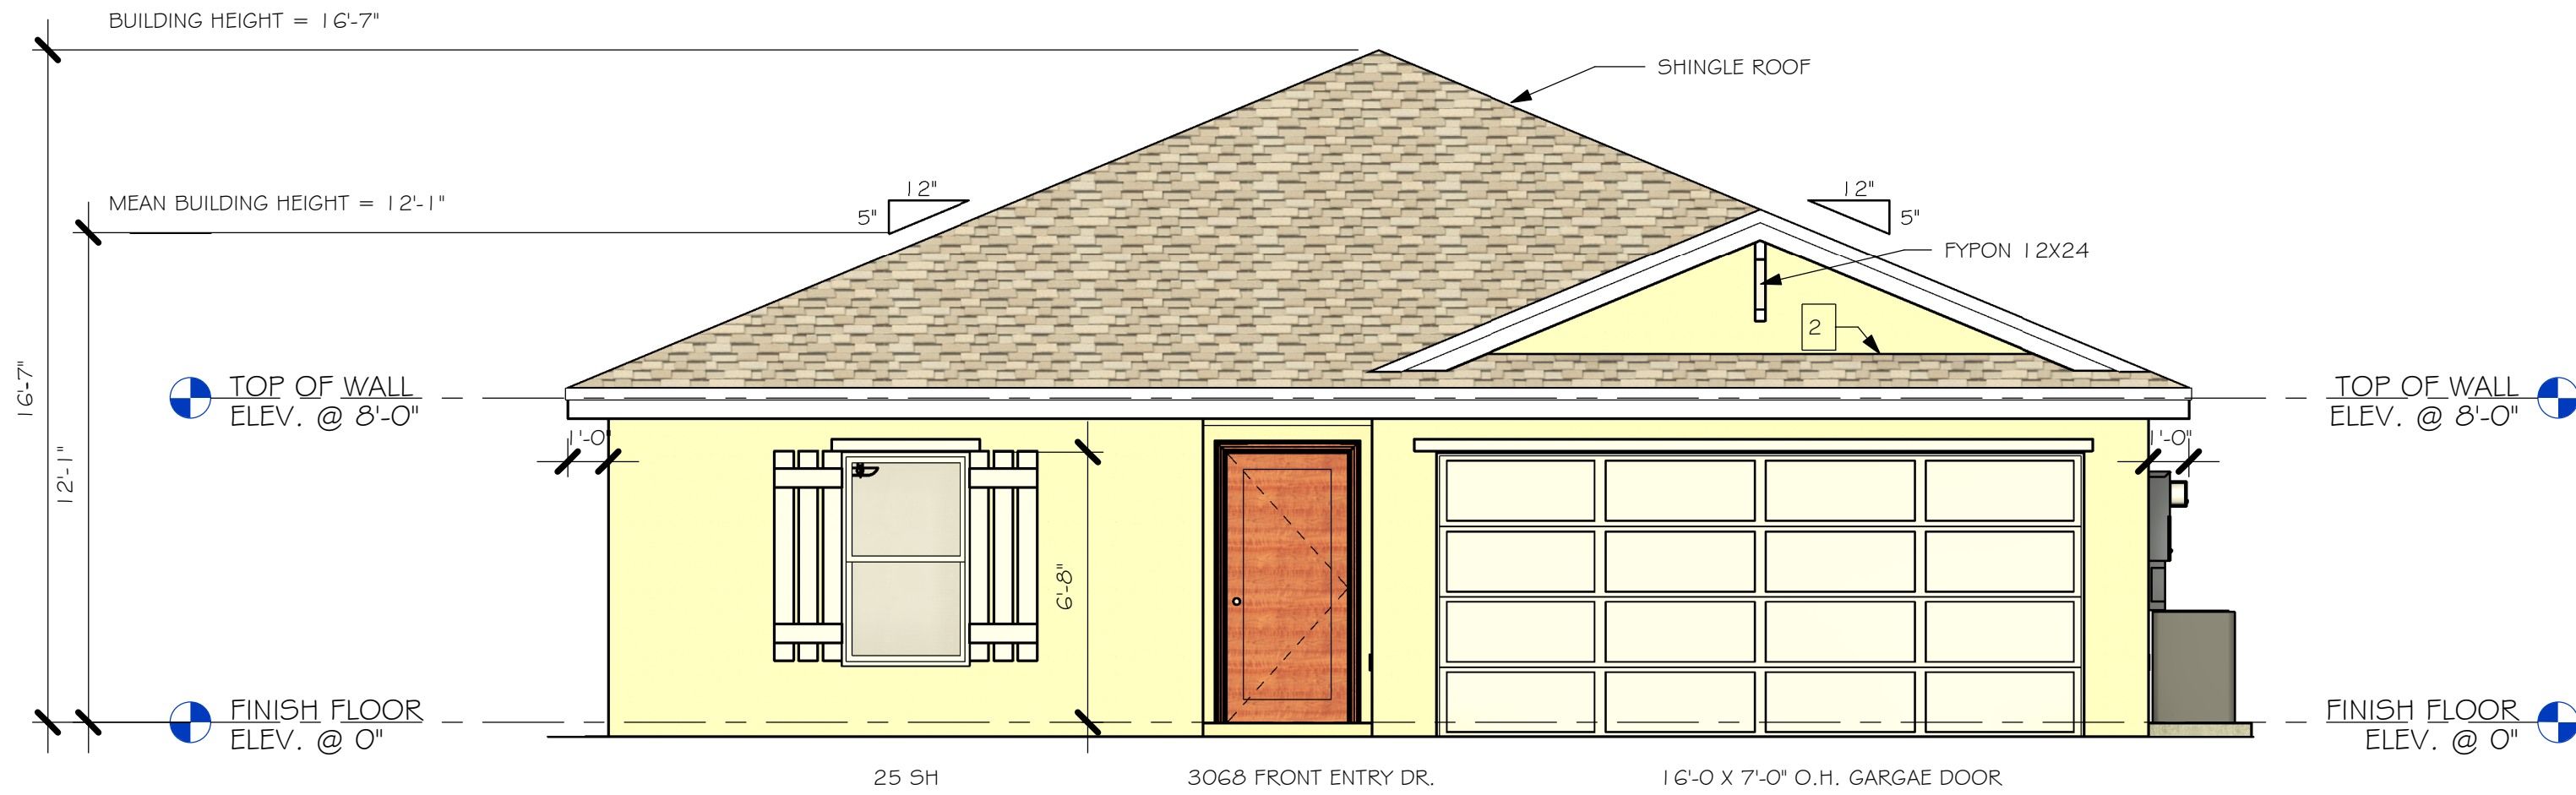 BUILDING HEIGHT = 16'-7"
SHINGLE ROOF
12"
5"
12"
5"
MEAN BUILDING HEIGHT = 12'-1"
FYPON 12X24
2
16'-7"
12'-1"
TOP OF WALL
ELEV. @ 8'-0"
TOP OF WALL
ELEV. @ 8'-0"
1'-0"
1'-0"
6'-8"
FINISH FLOOR
ELEV. @ 0"
FINISH FLOOR
ELEV. @ 0"
25 SH
3068 FRONT ENTRY DR.
16'-0 X 7'-0" O.H. GARGAE DOOR